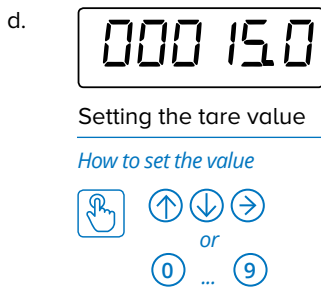 d.
000 15.0
Setting the tare value
How to set the value
or
0 ... 9